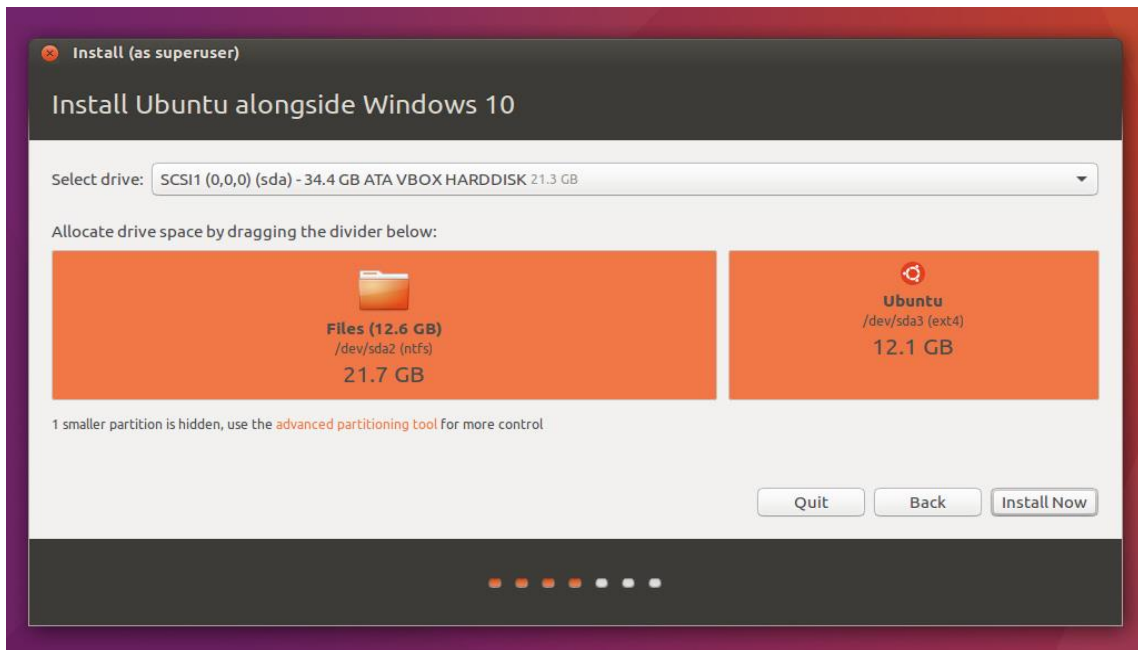 Install (as superuser)
Install Ubuntu alongside Windows 10
Select drive: SCSI1 (0,0,0) (sda) - 34.4 GB ATA VBOX HARDDISK 21.3 GB
Allocate drive space by dragging the divider below:
Files (12.6 GB)
/dev/sda2 (ntfs)
21.7 GB
Ubuntu
/dev/sda3 (ext4)
12.1 GB
1 smaller partition is hidden, use the advanced partitioning tool for more control
Quit Back Install Now